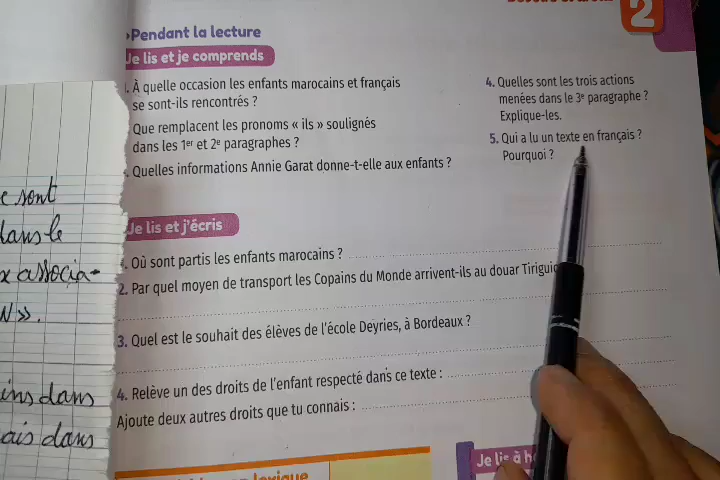 2
›Pendant la lecture
Je lis et je comprends
1. À quelle occasion les enfants marocains et français
se sont-ils rencontrés ?
Que remplacent les pronoms « ils » soulignés
dans les 1er et 2e paragraphes ?
Quelles informations Annie Garat donne-t-elle aux enfants ?
4. Quelles sont les trois actions
menées dans le 3e paragraphe ?
Explique-les.
5. Qui a lu un texte en français ?
Pourquoi ?
sont
dans le
x associa-
N ».
ins dans
ais dans
Je lis et j'écris
1. Où sont partis les enfants marocains ?
2. Par quel moyen de transport les Copains du Monde arrivent-ils au douar
3. Quel est le souhait des élèves de l'école Deyries, à Bordeaux ?
4. Relève un des droits de l'enfant respecté dans ce texte :
Ajoute deux autres droits que tu connais :
lexique
Je lis à